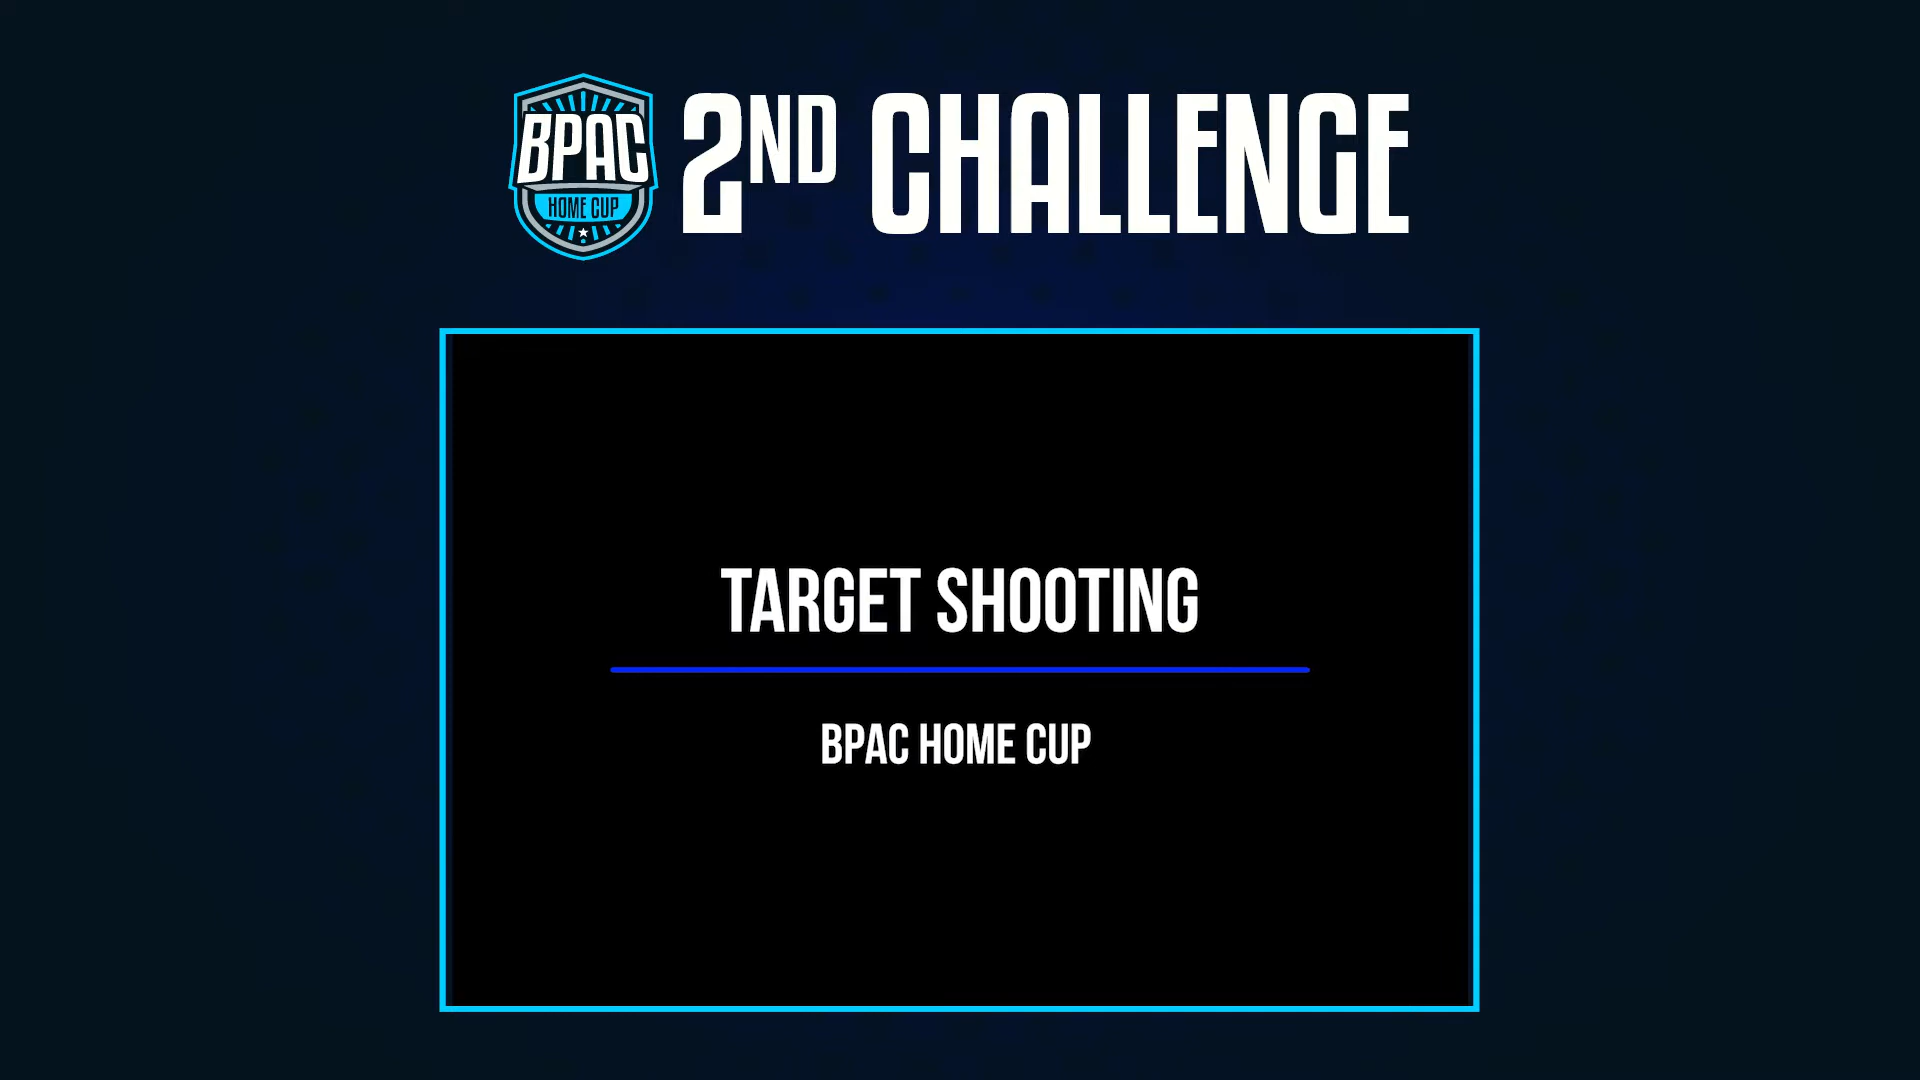 BPAC
HOME CUP
2ND CHALLENGE
TARGET SHOOTING
BPAC HOME CUP